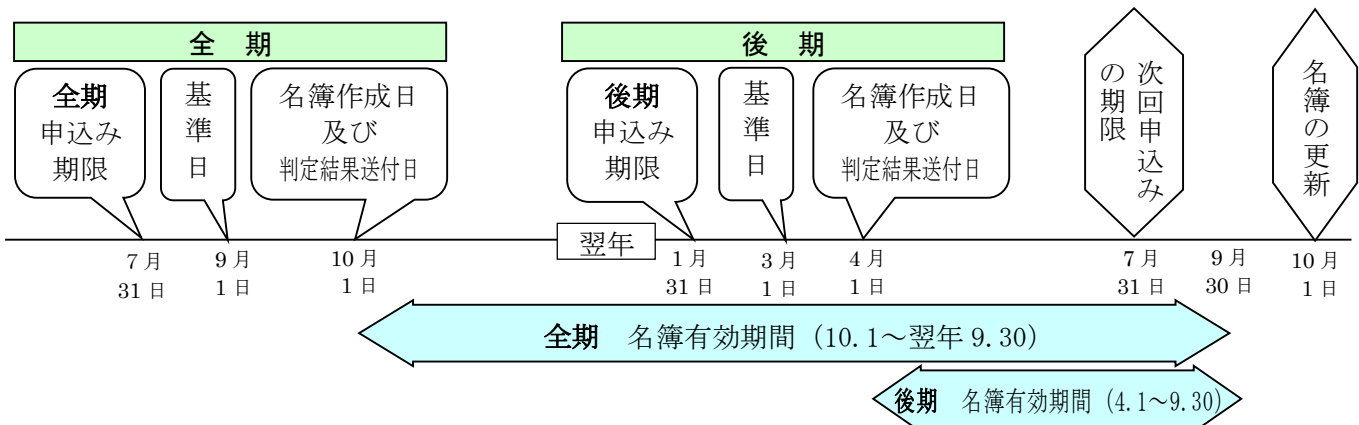 全　期
全期
申込み
期限
基準日
名簿作成日
及び
判定結果送付日
後　期
後期
申込み
期限
基準日
名簿作成日
及び
判定結果送付日
次回申込み
の期限
名簿の更新
翌年
7月
31日
9月
1日
10月
1日
1月
31日
3月
1日
4月
1日
7月
31日
9月
30日
10月
1日
全期　名簿有効期間（10.1～翌年9.30）
後期　名簿有効期間（4.1～9.30）